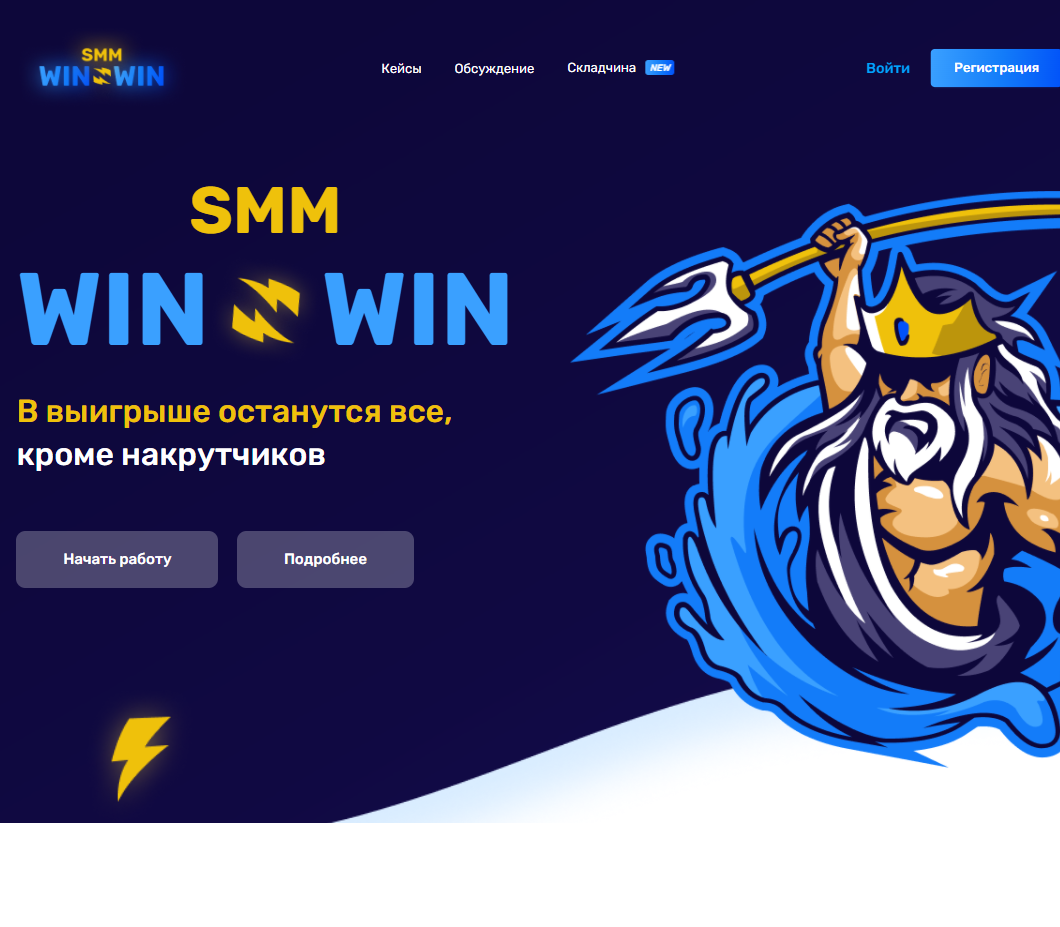 SMM
WIN WIN
Кейсы
Обсуждение
Складчина NEW
Войти
Регистрация
SMM
WIN WIN
В выигрыше останутся все,
кроме накрутчиков
Начать работу
Подробнее